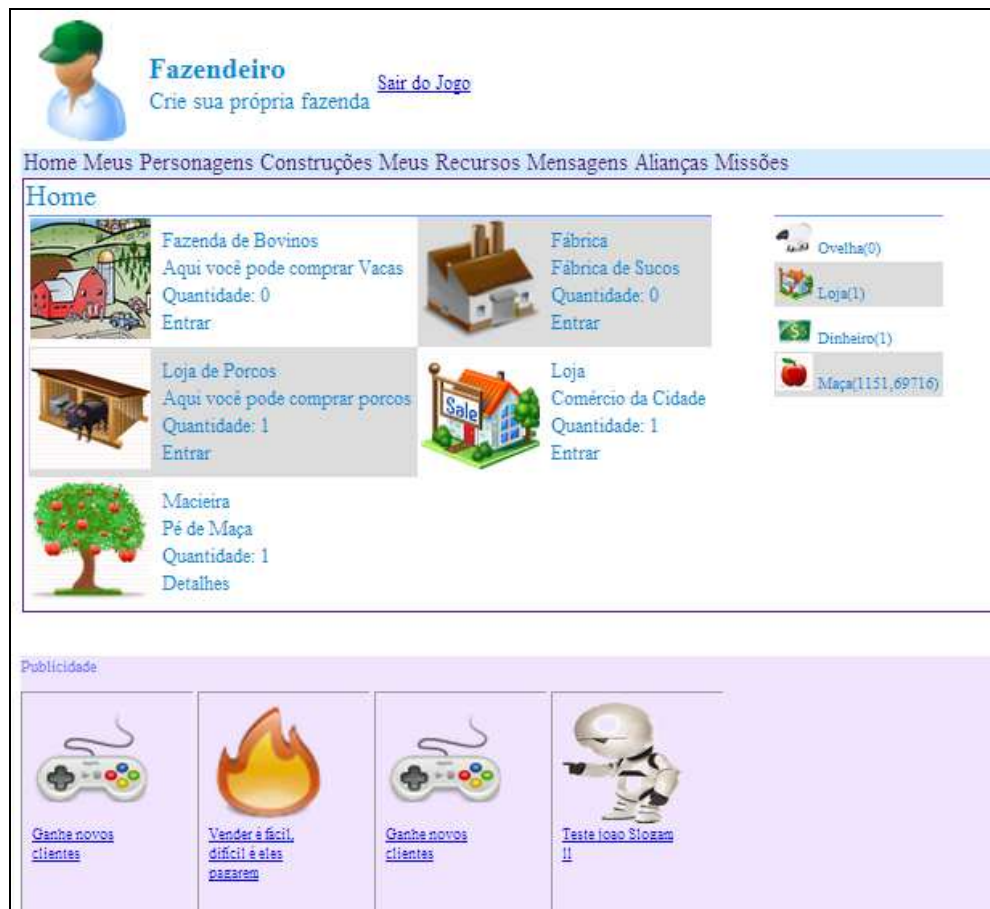 Fazendeiro
Crie sua própria fazenda
Sair do Jogo
Home Meus Personagens Construções Meus Recursos Mensagens Alianças Missões
Home
Fazenda de Bovinos
Aqui você pode comprar Vacas
Quantidade: 0
Entrar
Fábrica
Fábrica de Sucos
Quantidade: 0
Entrar
Loja de Porcos
Aqui você pode comprar porcos
Quantidade: 1
Entrar
Sale
Loja
Comércio da Cidade
Quantidade: 1
Entrar
Macieira
Pé de Maça
Quantidade: 1
Detalhes
Ovelha(0)
Loja(1)
Dinheiro(1)
Maça(1151,69716)
Publicidade
Ganhe novos
clientes
Vender é fácil,
difícil é eles
pagarem
Ganhe novos
clientes
Teste joao Slogam